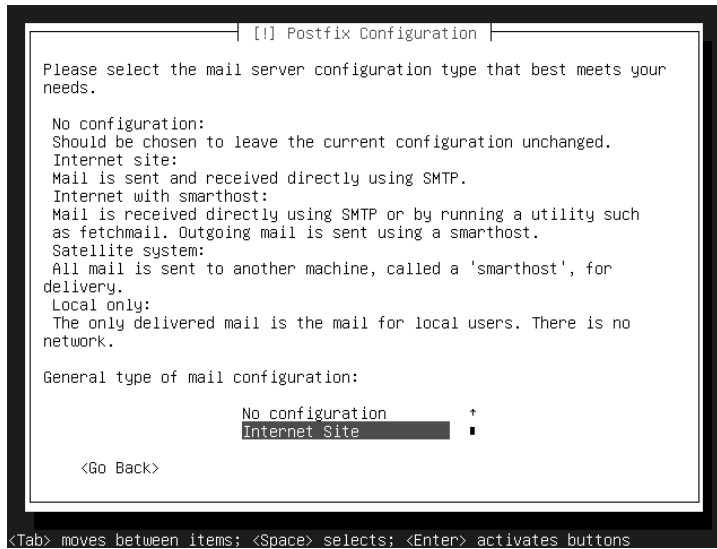 [!] Postfix Configuration
Please select the mail server configuration type that best meets your
needs.
No configuration:
Should be chosen to leave the current configuration unchanged.
Internet site:
Mail is sent and received directly using SMTP.
Internet with smarthost:
Mail is received directly using SMTP or by running a utility such
as fetchmail. Outgoing mail is sent using a smarthost.
Satellite system:
All mail is sent to another machine, called a 'smarthost', for
delivery.
Local only:
The only delivered mail is the mail for local users. There is no
network.
General type of mail configuration:
No configuration
Internet Site
<Go Back>
<Tab> moves between items; <Space> selects; <Enter> activates buttons